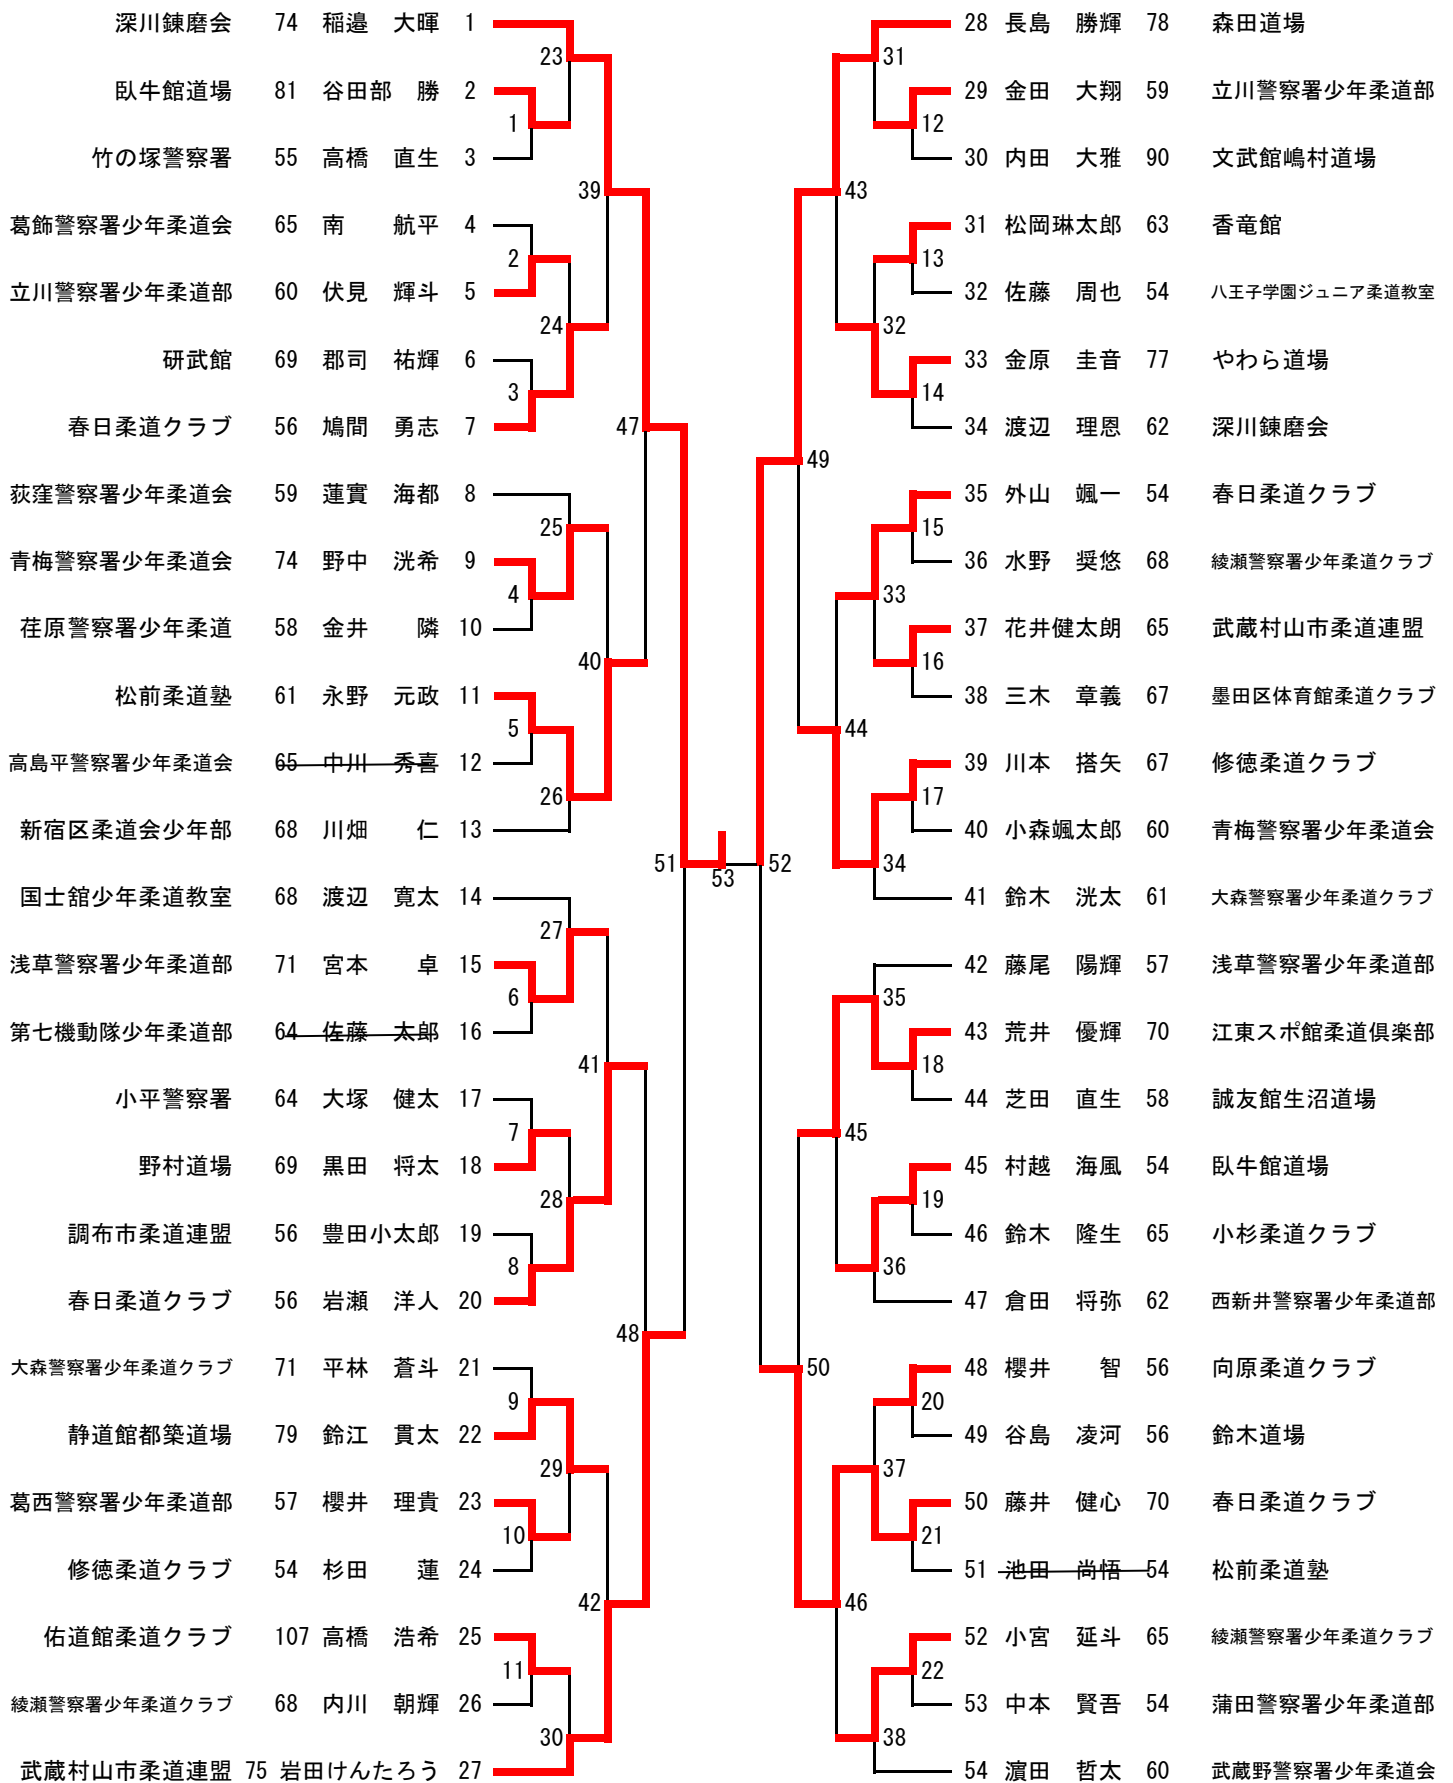 深川錬磨会 74 稲邉 大暉 1
臥牛館道場 81 谷田部 勝 2
竹の塚警察署 55 高橋 直生 3
葛飾警察署少年柔道会 65 南 航平 4
立川警察署少年柔道部 60 伏見 輝斗 5
研武館 69 郡司 祐輝 6
春日柔道クラブ 56 鳩間 勇志 7
荻窪警察署少年柔道会 59 蓮實 海都 8
青梅警察署少年柔道会 74 野中 洸希 9
荏原警察署少年柔道 58 金井 隣 10
松前柔道塾 61 永野 元政 11
高島平警察署少年柔道会 65 中川 秀喜 12
新宿区柔道会少年部 68 川畑 仁 13
国士舘少年柔道教室 68 渡辺 寛太 14
浅草警察署少年柔道部 71 宮本 卓 15
第七機動隊少年柔道部 64 佐藤 太郎 16
小平警察署 64 大塚 健太 17
野村道場 69 黒田 将太 18
調布市柔道連盟 56 豊田小太郎 19
春日柔道クラブ 56 岩瀬 洋人 20
大森警察署少年柔道クラブ 71 平林 蒼斗 21
静道館都築道場 79 鈴江 貫太 22
葛西警察署少年柔道部 57 櫻井 理貴 23
修徳柔道クラブ 54 杉田 蓮 24
佑道館柔道クラブ 107 高橋 浩希 25
綾瀬警察署少年柔道クラブ 68 内川 朝輝 26
武蔵村山市柔道連盟 75 岩田けんたろう 27
1
2
3
4
5
6
7
8
9
10
11
23
24
25
26
27
28
29
30
39
40
41
42
47
48
51
53
52
49
50
43
44
45
46
31
32
33
34
35
36
37
38
12
13
14
15
16
17
18
19
20
21
22
28 長島 勝輝 78 森田道場
29 金田 大翔 59 立川警察署少年柔道部
30 内田 大雅 90 文武館嶋村道場
31 松岡琳太郎 63 香竜館
32 佐藤 周也 54 八王子学園ジュニア柔道教室
33 金原 圭音 77 やわら道場
34 渡辺 理恩 62 深川錬磨会
35 外山 颯一 54 春日柔道クラブ
36 水野 奨悠 68 綾瀬警察署少年柔道クラブ
37 花井健太朗 65 武蔵村山市柔道連盟
38 三木 章義 67 墨田区体育館柔道クラブ
39 川本 搭矢 67 修徳柔道クラブ
40 小森颯太郎 60 青梅警察署少年柔道会
41 鈴木 洸太 61 大森警察署少年柔道クラブ
42 藤尾 陽輝 57 浅草警察署少年柔道部
43 荒井 優輝 70 江東スポ館柔道倶楽部
44 芝田 直生 58 誠友館生沼道場
45 村越 海風 54 臥牛館道場
46 鈴木 隆生 65 小杉柔道クラブ
47 倉田 将弥 62 西新井警察署少年柔道部
48 櫻井 智 56 向原柔道クラブ
49 谷島 凌河 56 鈴木道場
50 藤井 健心 70 春日柔道クラブ
51 池田 尚悟 54 松前柔道塾
52 小宮 延斗 65 綾瀬警察署少年柔道クラブ
53 中本 賢吾 54 蒲田警察署少年柔道部
54 濵田 哲太 60 武蔵野警察署少年柔道会